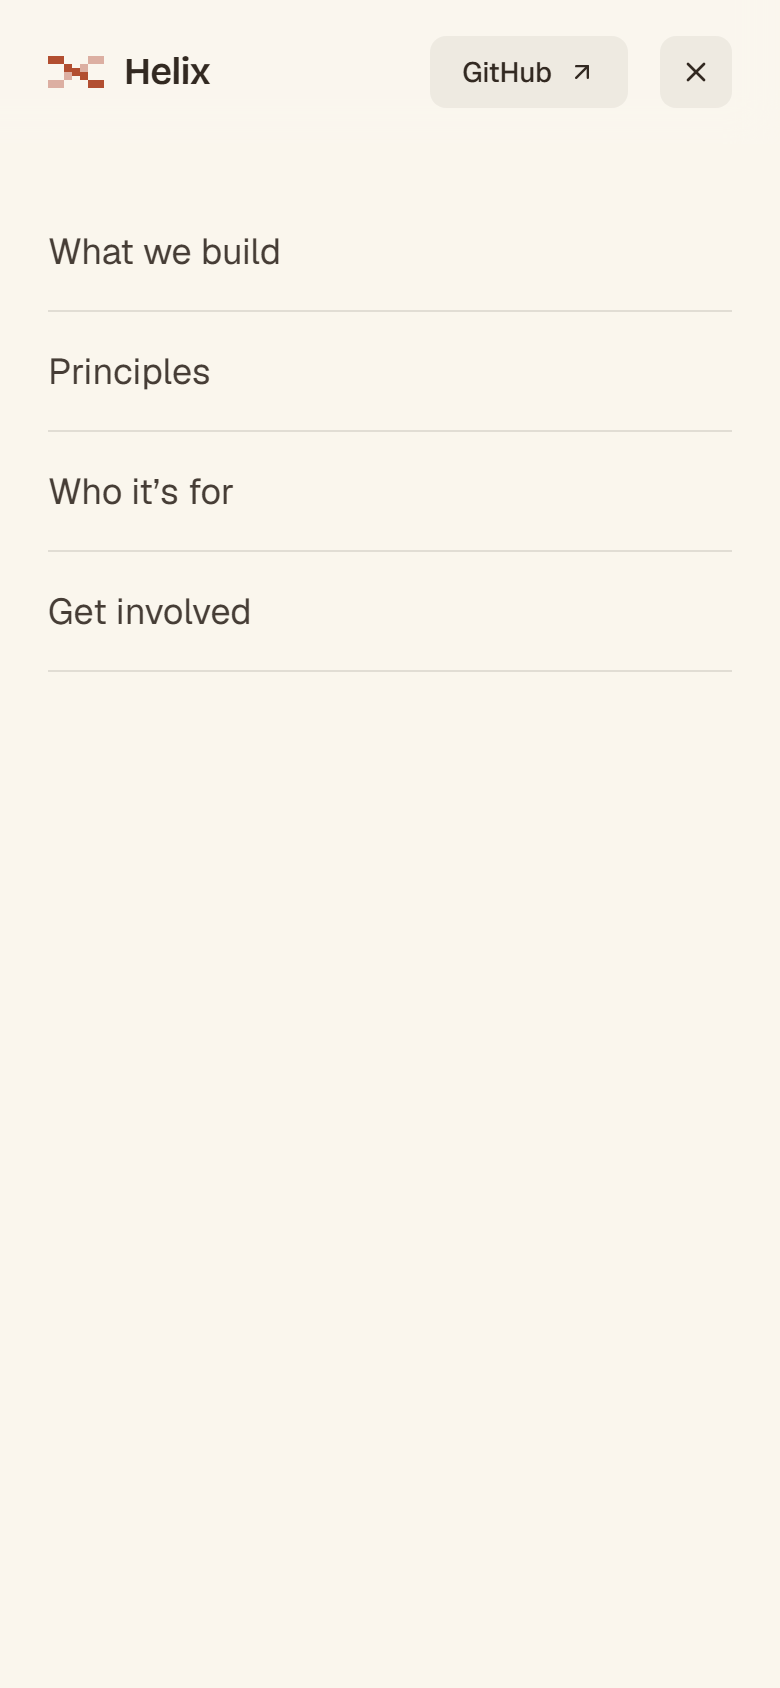 Helix
GitHub
What we build
Principles
Who it’s for
Get involved